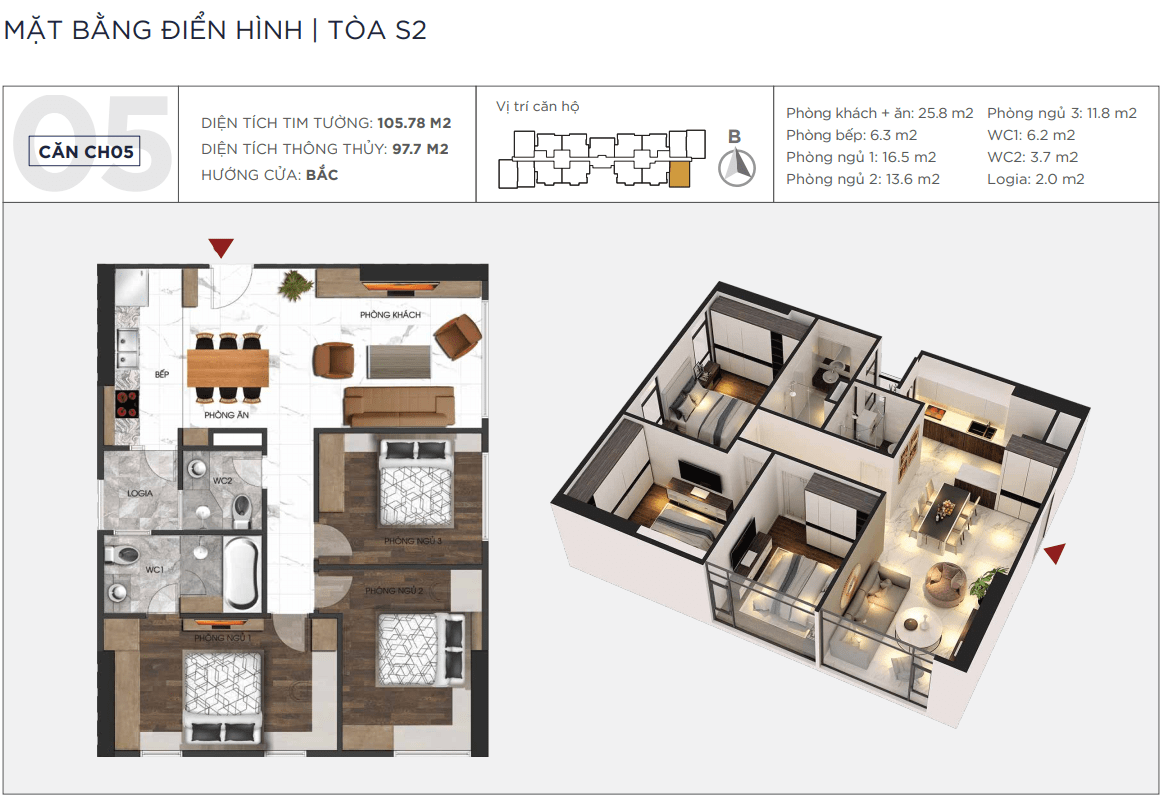 MẶT BẰNG ĐIỂN HÌNH | TÒA S2
05
CĂN CH05
DIỆN TÍCH TIM TƯỜNG: 105.78 M2
DIỆN TÍCH THÔNG THỦY: 97.7 M2
HƯỚNG CỬA: BẮC
Vị trí căn hộ
B
Phòng khách + ăn: 25.8 m2
Phòng bếp: 6.3 m2
Phòng ngủ 1: 16.5 m2
Phòng ngủ 2: 13.6 m2
Phòng ngủ 3: 11.8 m2
WC1: 6.2 m2
WC2: 3.7 m2
Logia: 2.0 m2
PHÒNG KHÁCH
BẾP
PHÒNG ĂN
WC2
LOGIA
PHÒNG NGỦ 3
WC1
PHÒNG NGỦ 2
PHÒNG NGỦ 1